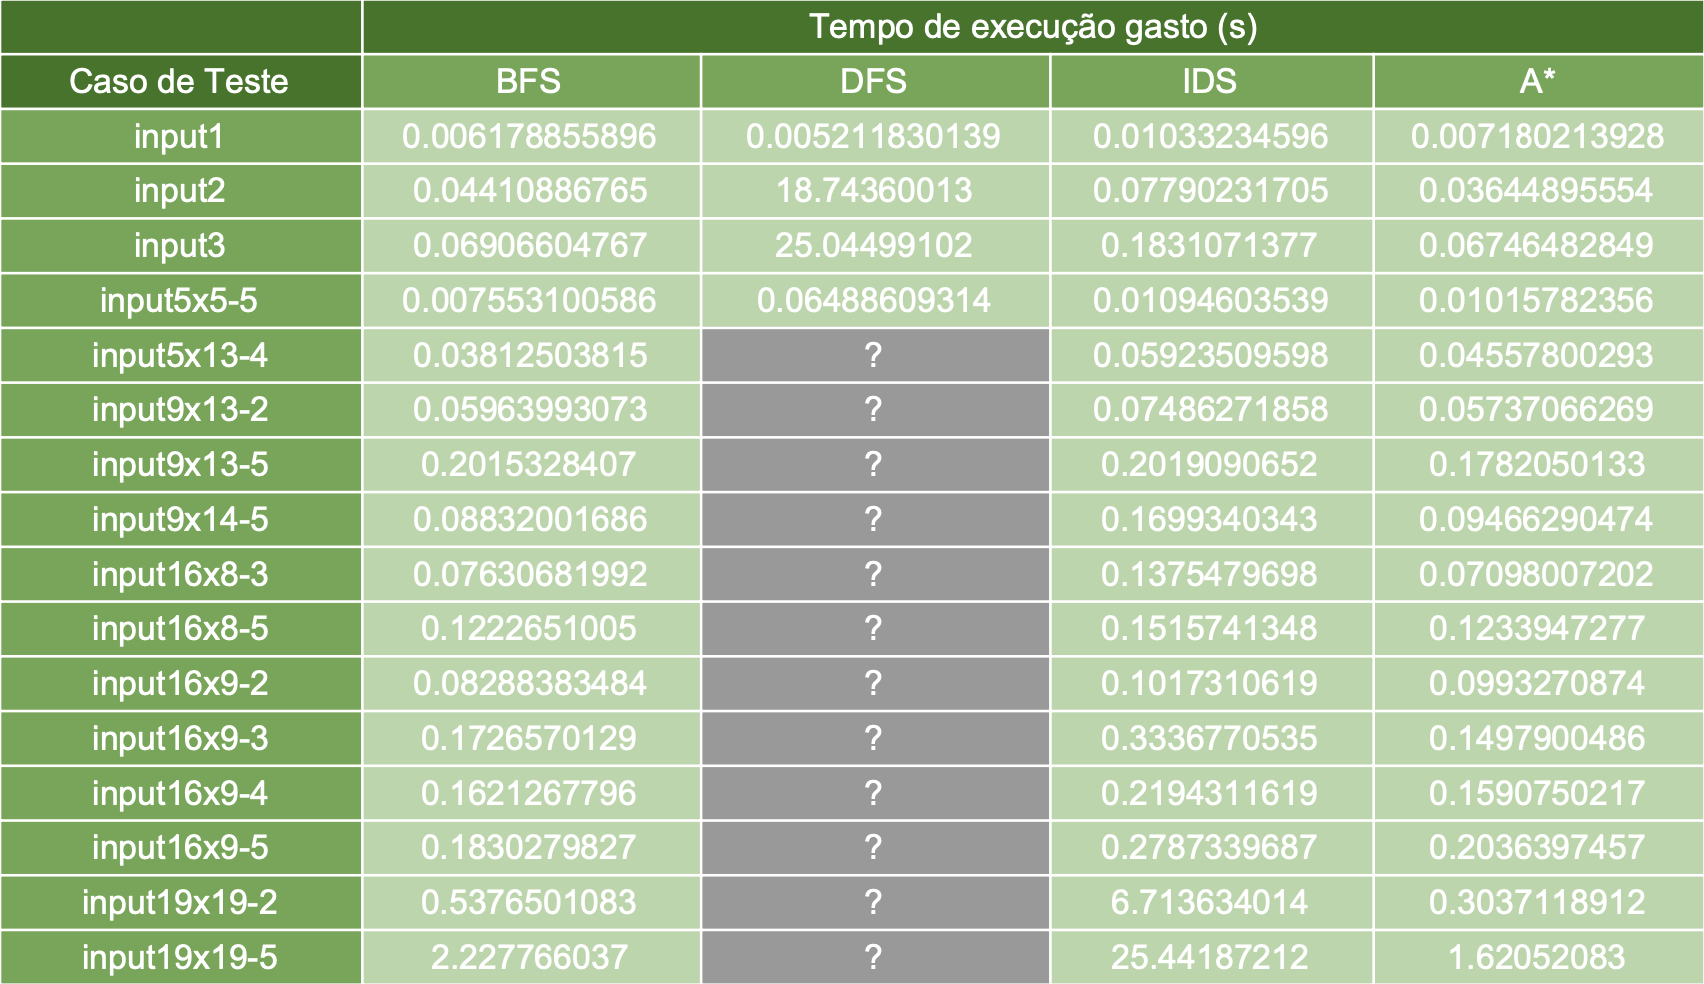 Tempo de execução gasto (s)
Caso de Teste BFS DFS IDS A*
input1 0.006178855896 0.005211830139 0.01033234596 0.007180213928
input2 0.04410886765 18.74360013 0.07790231705 0.03644895554
input3 0.06906604767 25.04499102 0.1831071377 0.06746482849
input5x5-5 0.007553100586 0.06488609314 0.01094603539 0.01015782356
input5x13-4 0.03812503815 ? 0.05923509598 0.04557800293
input9x13-2 0.05963993073 ? 0.07486271858 0.05737066269
input9x13-5 0.2015328407 ? 0.2019090652 0.1782050133
input9x14-5 0.08832001686 ? 0.1699340343 0.09466290474
input16x8-3 0.07630681992 ? 0.1375479698 0.07098007202
input16x8-5 0.1222651005 ? 0.1515741348 0.1233947277
input16x9-2 0.08288383484 ? 0.1017310619 0.0993270874
input16x9-3 0.1726570129 ? 0.3336770535 0.1497900486
input16x9-4 0.1621267796 ? 0.2194311619 0.1590750217
input16x9-5 0.1830279827 ? 0.2787339687 0.2036397457
input19x19-2 0.5376501083 ? 6.713634014 0.3037118912
input19x19-5 2.227766037 ? 25.44187212 1.62052083